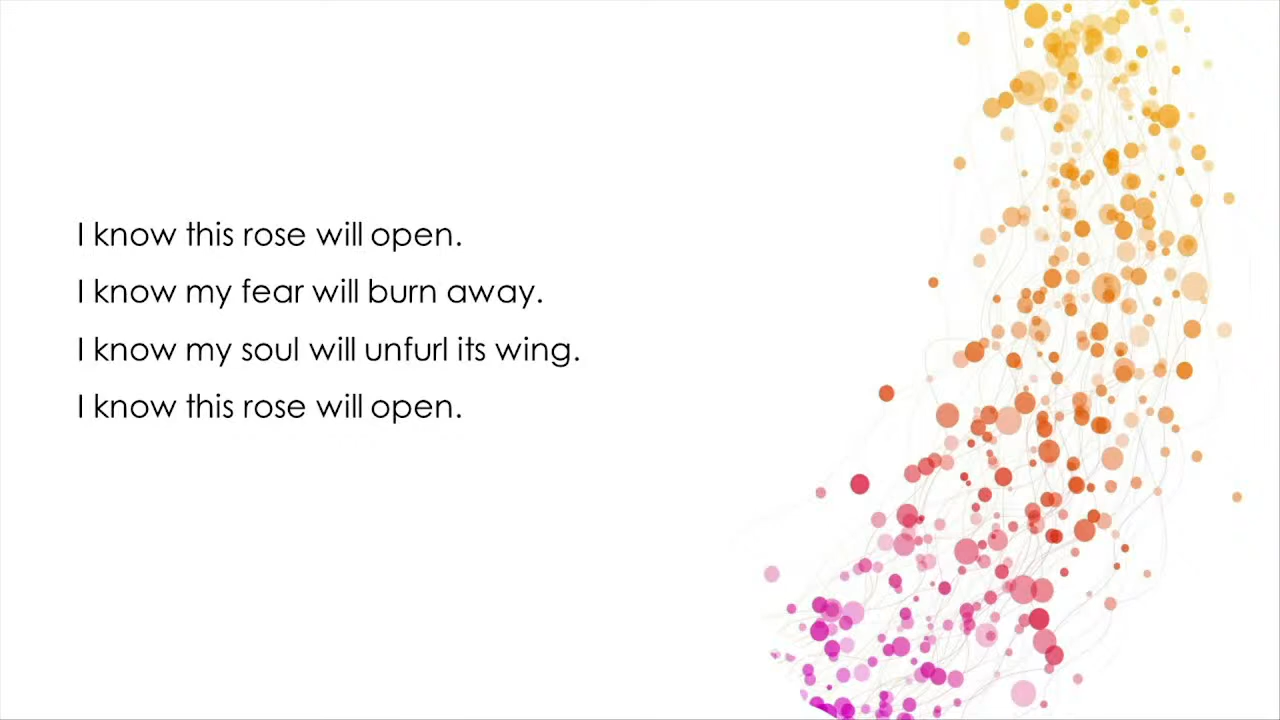 I know this rose will open.
I know my fear will burn away.
I know my soul will unfurl its wing.
I know this rose will open.